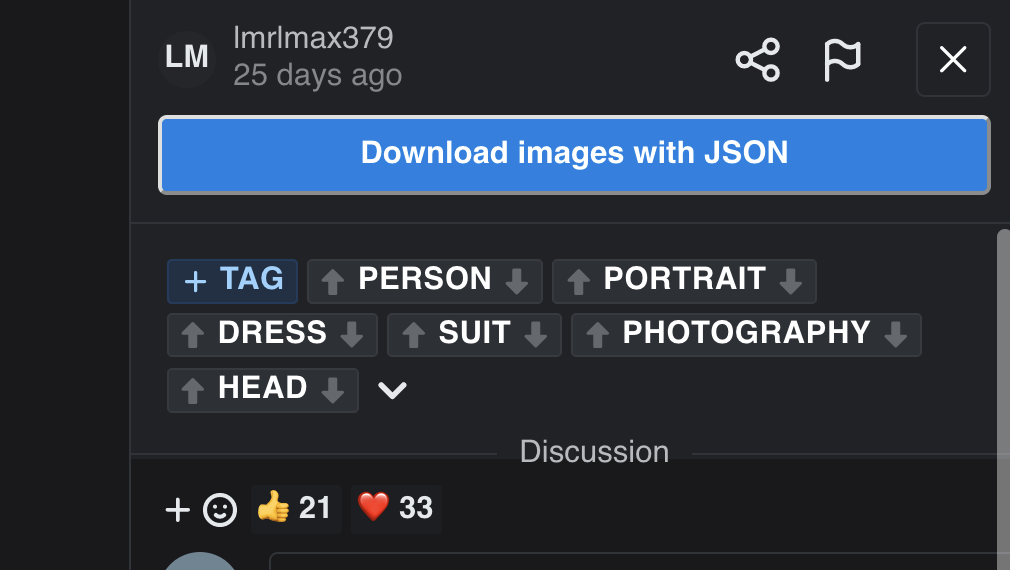 LM
lmrlmax379
25 days ago
Download images with JSON
+ TAG PERSON PORTRAIT
DRESS SUIT PHOTOGRAPHY
HEAD
Discussion
👍 21 ❤️ 33